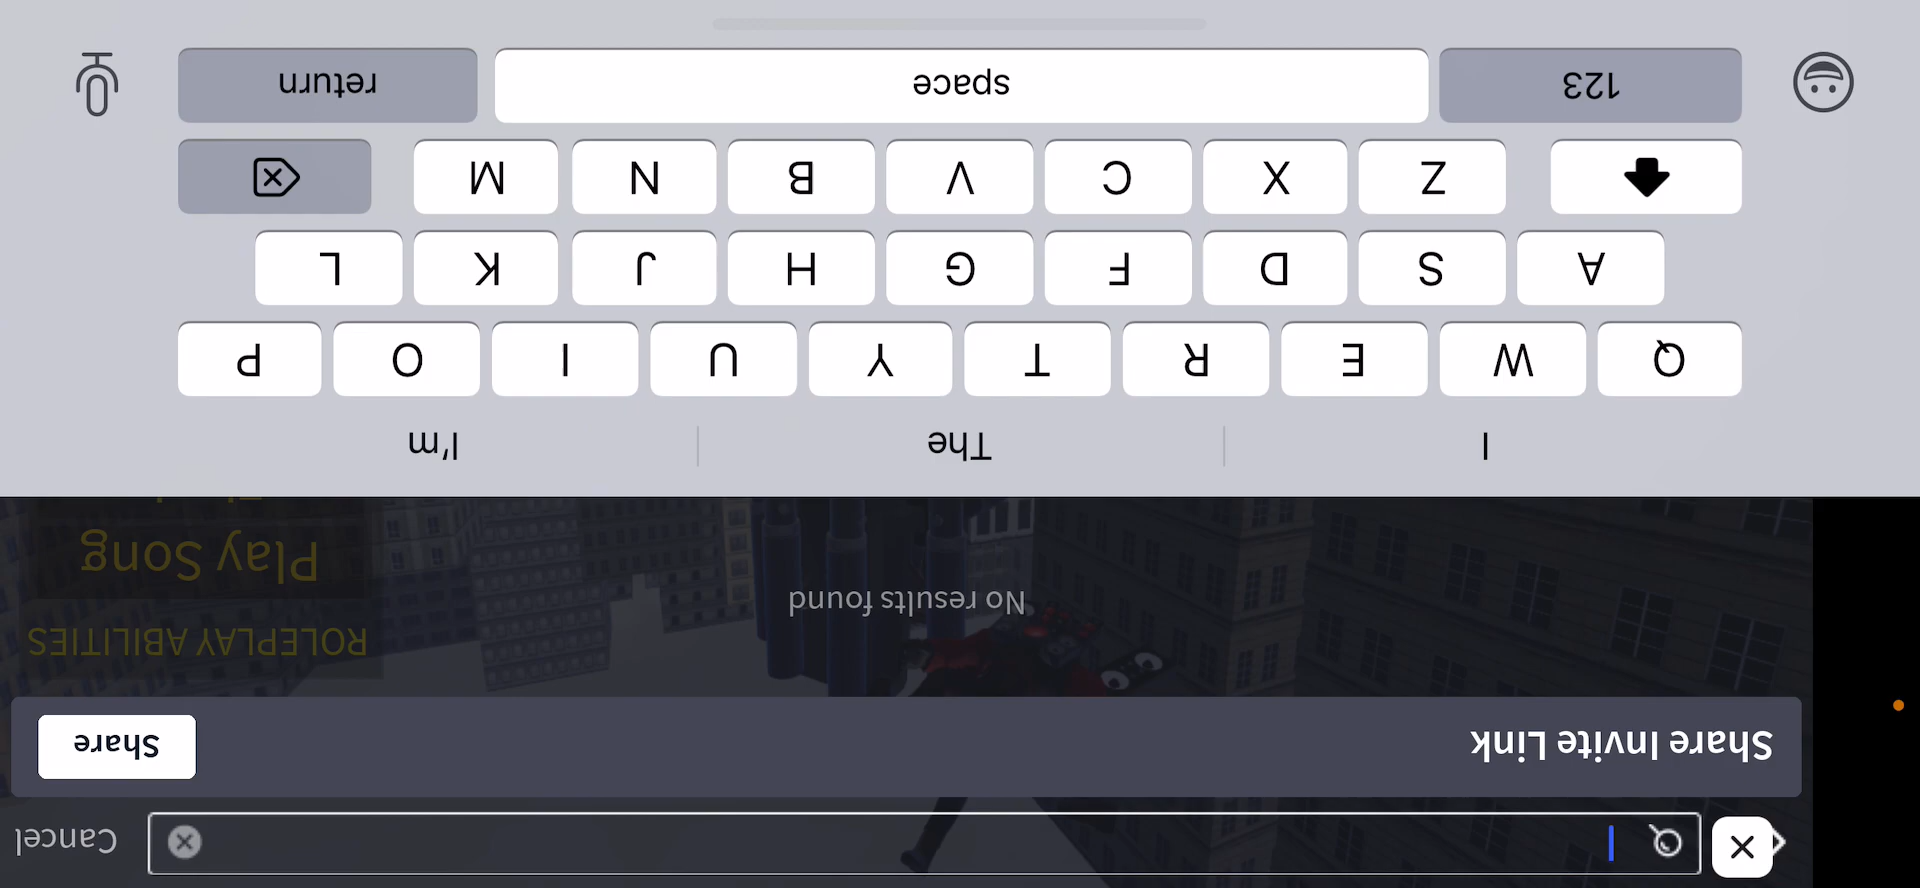 Cancel
Share Invite Link
Share
ROLEPLAY ABILITIES
No results found
Play Song
I
The
I'm
Q W E R T Y U I O P
A S D F G H J K L
Z X C V B N M
123
space
return